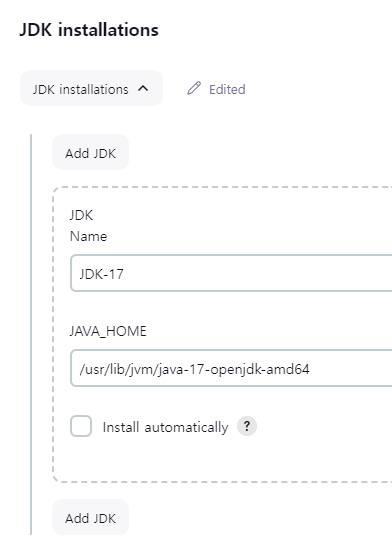 JDK installations
JDK installations
Edited
Add JDK
JDK
Name
JDK-17
JAVA_HOME
/usr/lib/jvm/java-17-openjdk-amd64
Install automatically ?
Add JDK